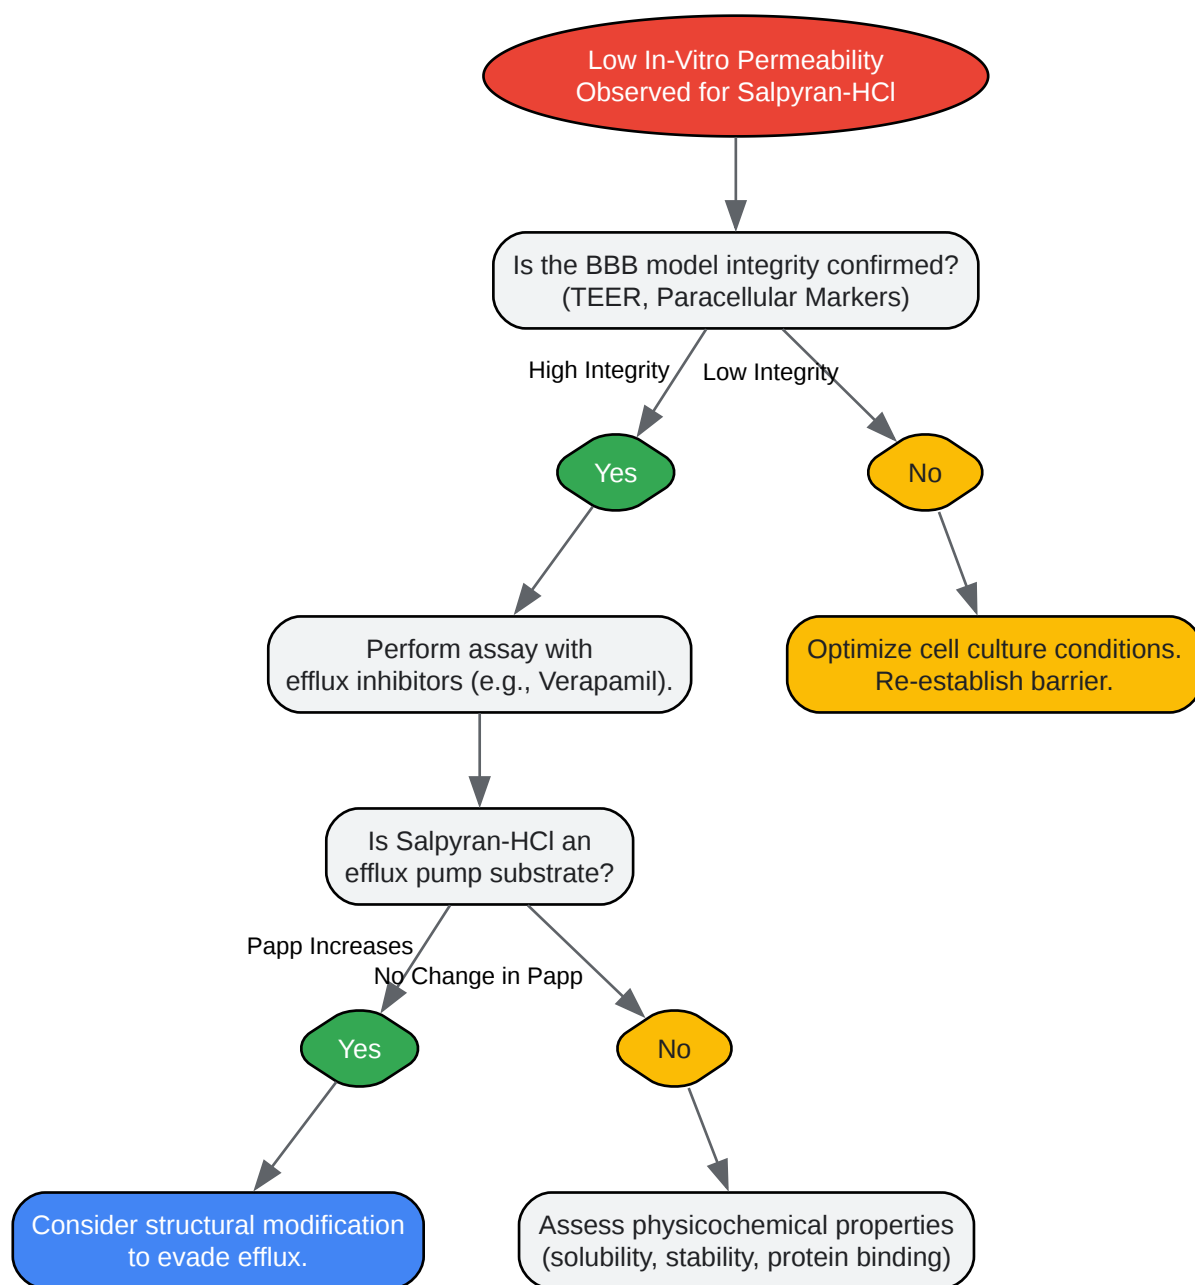 Low In-Vitro Permeability
Observed for Salpyran-HCl
Is the BBB model integrity confirmed?
(TEER, Paracellular Markers)
High Integrity
Low Integrity
Yes
No
Perform assay with
efflux inhibitors (e.g., Verapamil).
Optimize cell culture conditions.
Re-establish barrier.
Is Salpyran-HCl an
efflux pump substrate?
Papp Increases
No Change in Papp
Yes
No
Consider structural modification
to evade efflux.
Assess physicochemical properties
(solubility, stability, protein binding)